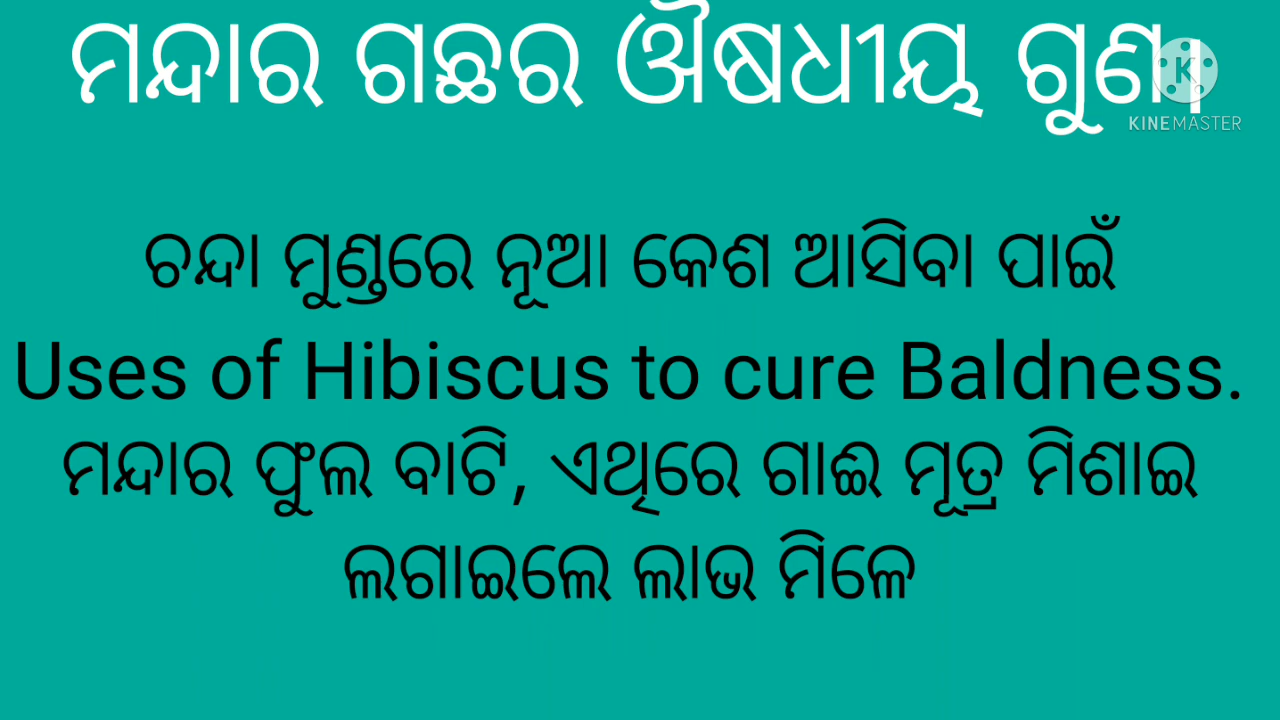 ମନ୍ଦାର ଗଛର ଔଷଧୀୟ ଗୁଣ
KINEMASTER
ଚନ୍ଦା ମୁଣ୍ଡରେ ନୂଆ କେଶ ଆସିବା ପାଇଁ
Uses of Hibiscus to cure Baldness.
ମନ୍ଦାର ଫୁଲ ବାଟି, ଏଥିରେ ଗାଈ ମୂତ୍ର ମିଶାଇ
ଲଗାଇଲେ ଲାଭ ମିଳେ